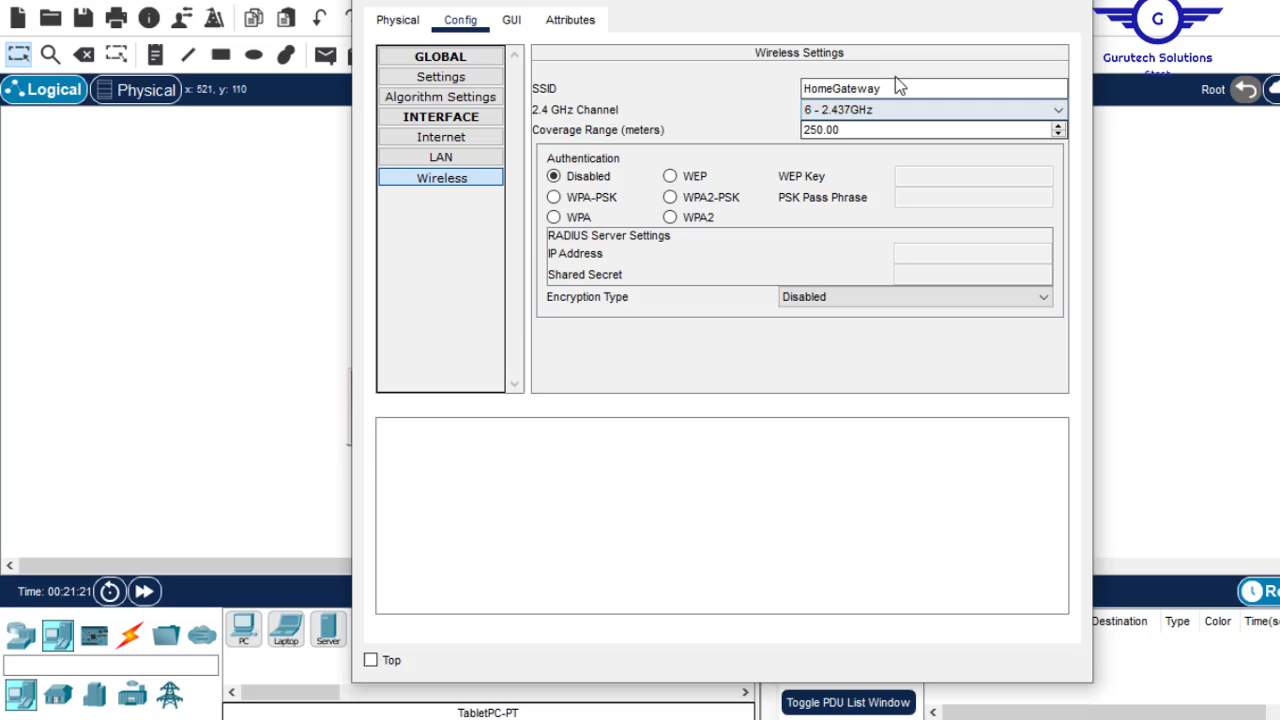 Physical
Config
GUI
Attributes
G
Gurutech Solutions
Logical
Physical
x: 521, y: 110
Root
GLOBAL
Settings
Algorithm Settings
INTERFACE
Internet
LAN
Wireless
Wireless Settings
SSID
HomeGateway
2.4 GHz Channel
6 - 2.437GHz
Coverage Range (meters)
250.00
Authentication
Disabled
WEP
WEP Key
WPA-PSK
WPA2-PSK
PSK Pass Phrase
WPA
WPA2
RADIUS Server Settings
IP Address
Shared Secret
Encryption Type
Disabled
Time: 00:21:21
PC
Laptop
Server
Destination
Type
Color
Time(s
Top
Toggle PDU List Window
TabletPC-PT